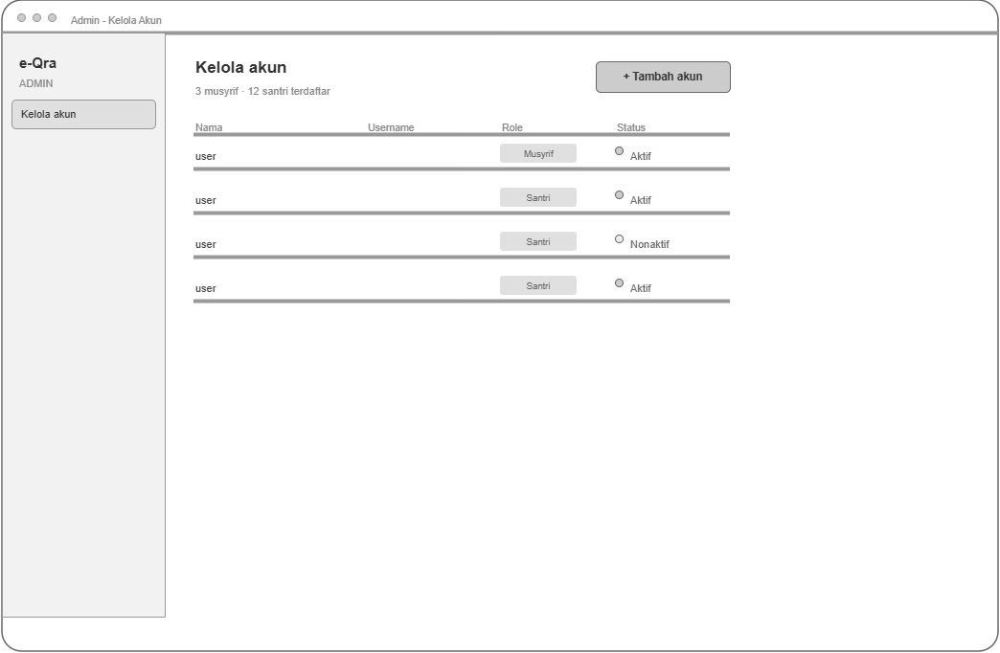 Admin - Kelola Akun
e-Qra
ADMIN
Kelola akun
Kelola akun
3 musyrif · 12 santri terdaftar
+ Tambah akun
Nama Username Role Status
user Musyrif Aktif
user Santri Aktif
user Santri Nonaktif
user Santri Aktif